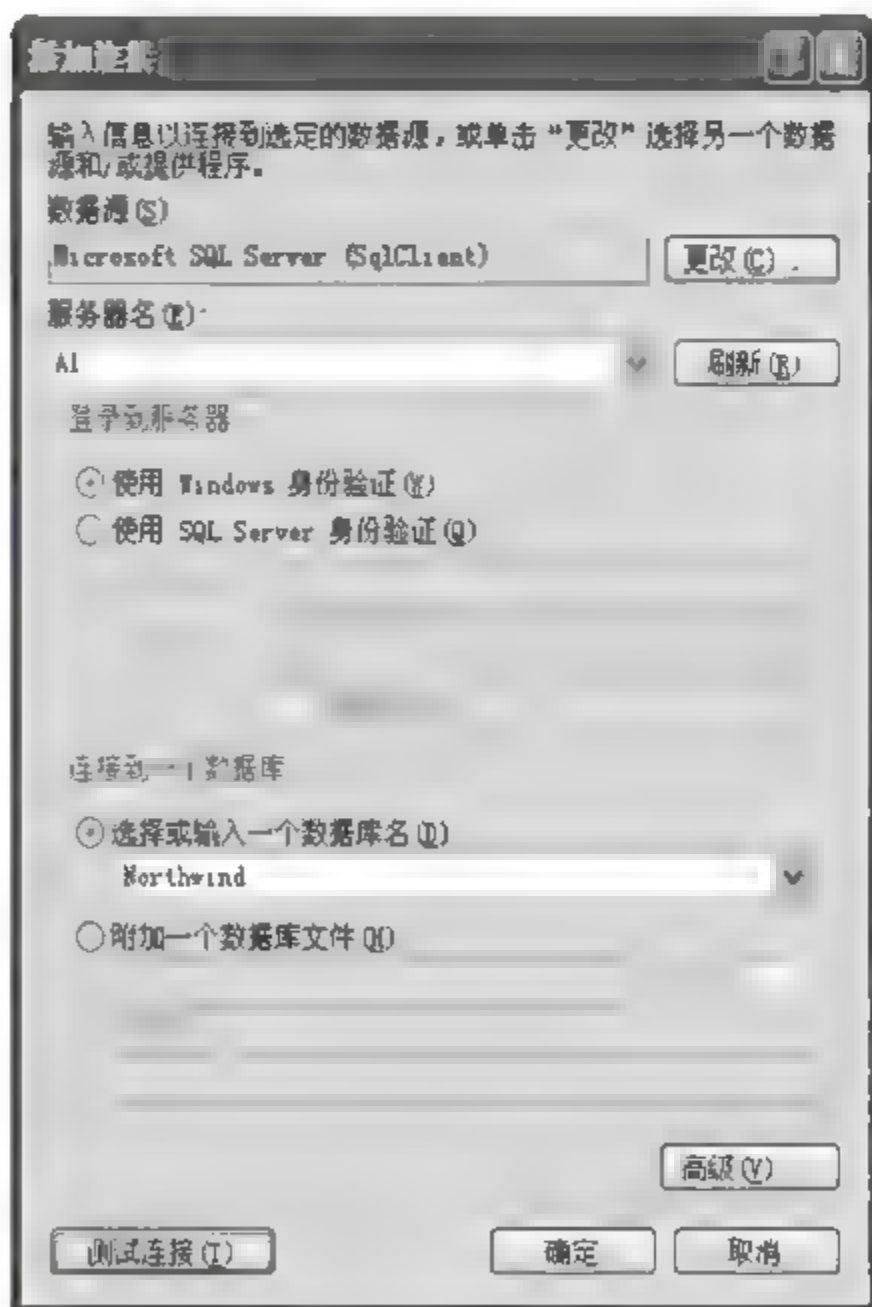 添加连接
输入信息以连接到选定的数据源，或单击“更改”选择另一个数据
源和/或提供程序。
数据源(S)
Microsoft SQL Server (SqlClient)
更改(C)
服务器名(E)
A1
刷新(R)
登录到服务器
使用 Windows 身份验证(W)
使用 SQL Server 身份验证(Q)
连接到一个数据库
选择或输入一个数据库名(D)
Northwind
附加一个数据库文件(H)
高级(V)
测试连接(T)
确定
取消